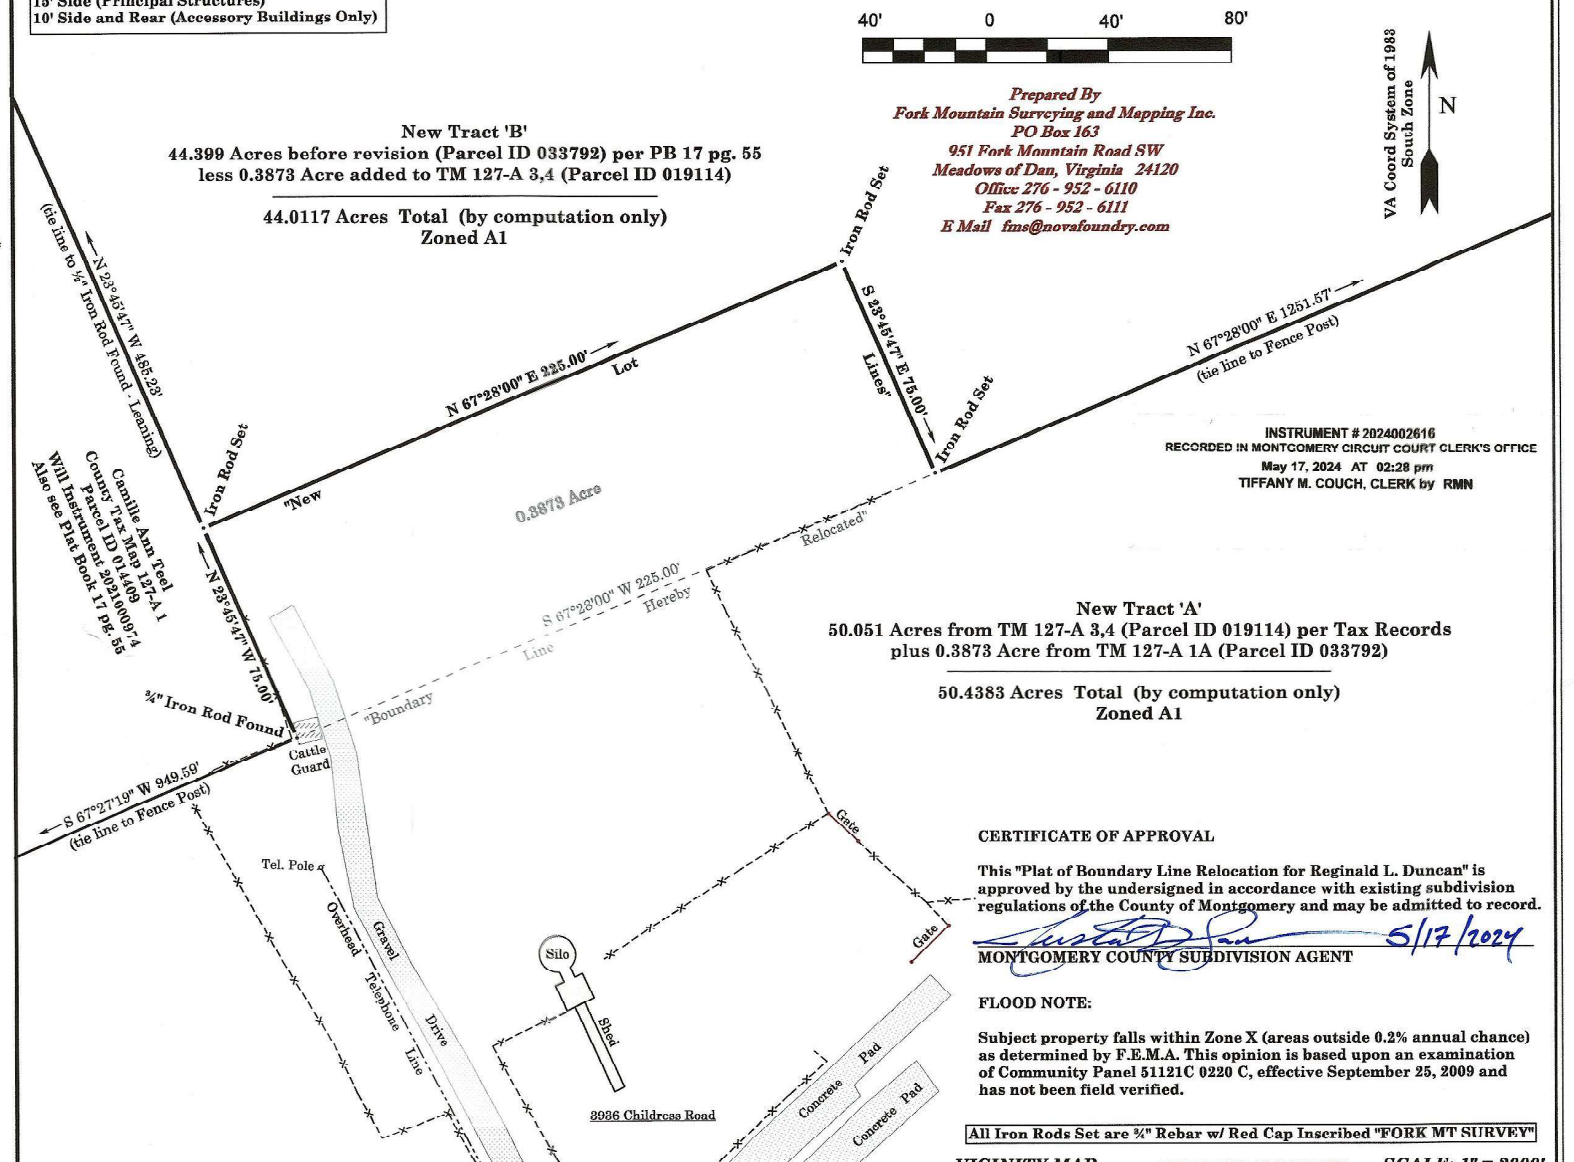 15' Side (Principal Structures)
10' Side and Rear (Accessory Buildings Only)
40' 0 40' 80'
VA Coord System of 1983
South Zone
N
Prepared By
Fork Mountain Surveying and Mapping Inc.
PO Box 163
951 Fork Mountain Road SW
Meadows of Dan, Virginia 24120
Office 276 - 952 - 6110
Fax 276 - 952 - 6111
E Mail fms@novafoundry.com
New Tract 'B'
44.399 Acres before revision (Parcel ID 033792) per PB 17 pg. 55
less 0.3873 Acre added to TM 127-A 3,4 (Parcel ID 019114)
44.0117 Acres Total (by computation only)
Zoned A1
N 23°45'47" W 485.23'
(tie line to ½" Iron Rod Found - Leaning)
Iron Rod Set
N 67°28'00" E 225.00'
"New
Lot
Lines"
Iron Rod Set
S 23°45'47" E 75.00'
Iron Rod Set
N 67°28'00" E 1251.57'
(tie line to Fence Post)
INSTRUMENT # 2024002616
RECORDED IN MONTGOMERY CIRCUIT COURT CLERK'S OFFICE
May 17, 2024 AT 02:28 pm
TIFFANY M. COUCH, CLERK by RMN
Camille Ann Teel
County Tax Map 127-A 1
Parcel ID 014409
Will Instrument 2021000974
Also see Plat Book 17 pg. 55
0.3873 Acre
N 23°45'47" W 75.00'
S 67°28'00" W 225.00'
"Boundary
Line
Hereby
Relocated"
¾" Iron Rod Found
Cattle
Guard
S 67°27'19" W 949.59'
(tie line to Fence Post)
New Tract 'A'
50.051 Acres from TM 127-A 3,4 (Parcel ID 019114) per Tax Records
plus 0.3873 Acre from TM 127-A 1A (Parcel ID 033792)
50.4383 Acres Total (by computation only)
Zoned A1
Gate
Gate
Tel. Pole
Overhead
Telephone
Line
Gravel
Drive
Silo
Shed
3936 Childress Road
Concrete Pad
Concrete Pad
CERTIFICATE OF APPROVAL
This "Plat of Boundary Line Relocation for Reginald L. Duncan" is
approved by the undersigned in accordance with existing subdivision
regulations of the County of Montgomery and may be admitted to record.
5/17/2024
MONTGOMERY COUNTY SUBDIVISION AGENT
FLOOD NOTE:
Subject property falls within Zone X (areas outside 0.2% annual chance)
as determined by F.E.M.A. This opinion is based upon an examination
of Community Panel 51121C 0220 C, effective September 25, 2009 and
has not been field verified.
All Iron Rods Set are ¾" Rebar w/ Red Cap Inscribed "FORK MT SURVEY"
VICINITY MAP
SCALE: 1" = 2000'